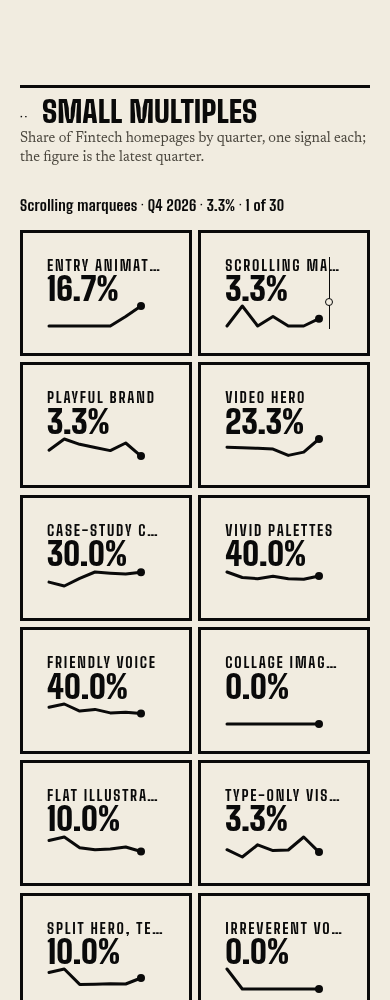 SMALL MULTIPLES
Share of Fintech homepages by quarter, one signal each;
the figure is the latest quarter.
Scrolling marquees · Q4 2026 · 3.3% · 1 of 30
ENTRY ANIMAT…
16.7%
SCROLLING MA…
3.3%
PLAYFUL BRAND
3.3%
VIDEO HERO
23.3%
CASE-STUDY C…
30.0%
VIVID PALETTES
40.0%
FRIENDLY VOICE
40.0%
COLLAGE IMAG…
0.0%
FLAT ILLUSTRA…
10.0%
TYPE-ONLY VIS…
3.3%
SPLIT HERO, TE…
10.0%
IRREVERENT VO…
0.0%